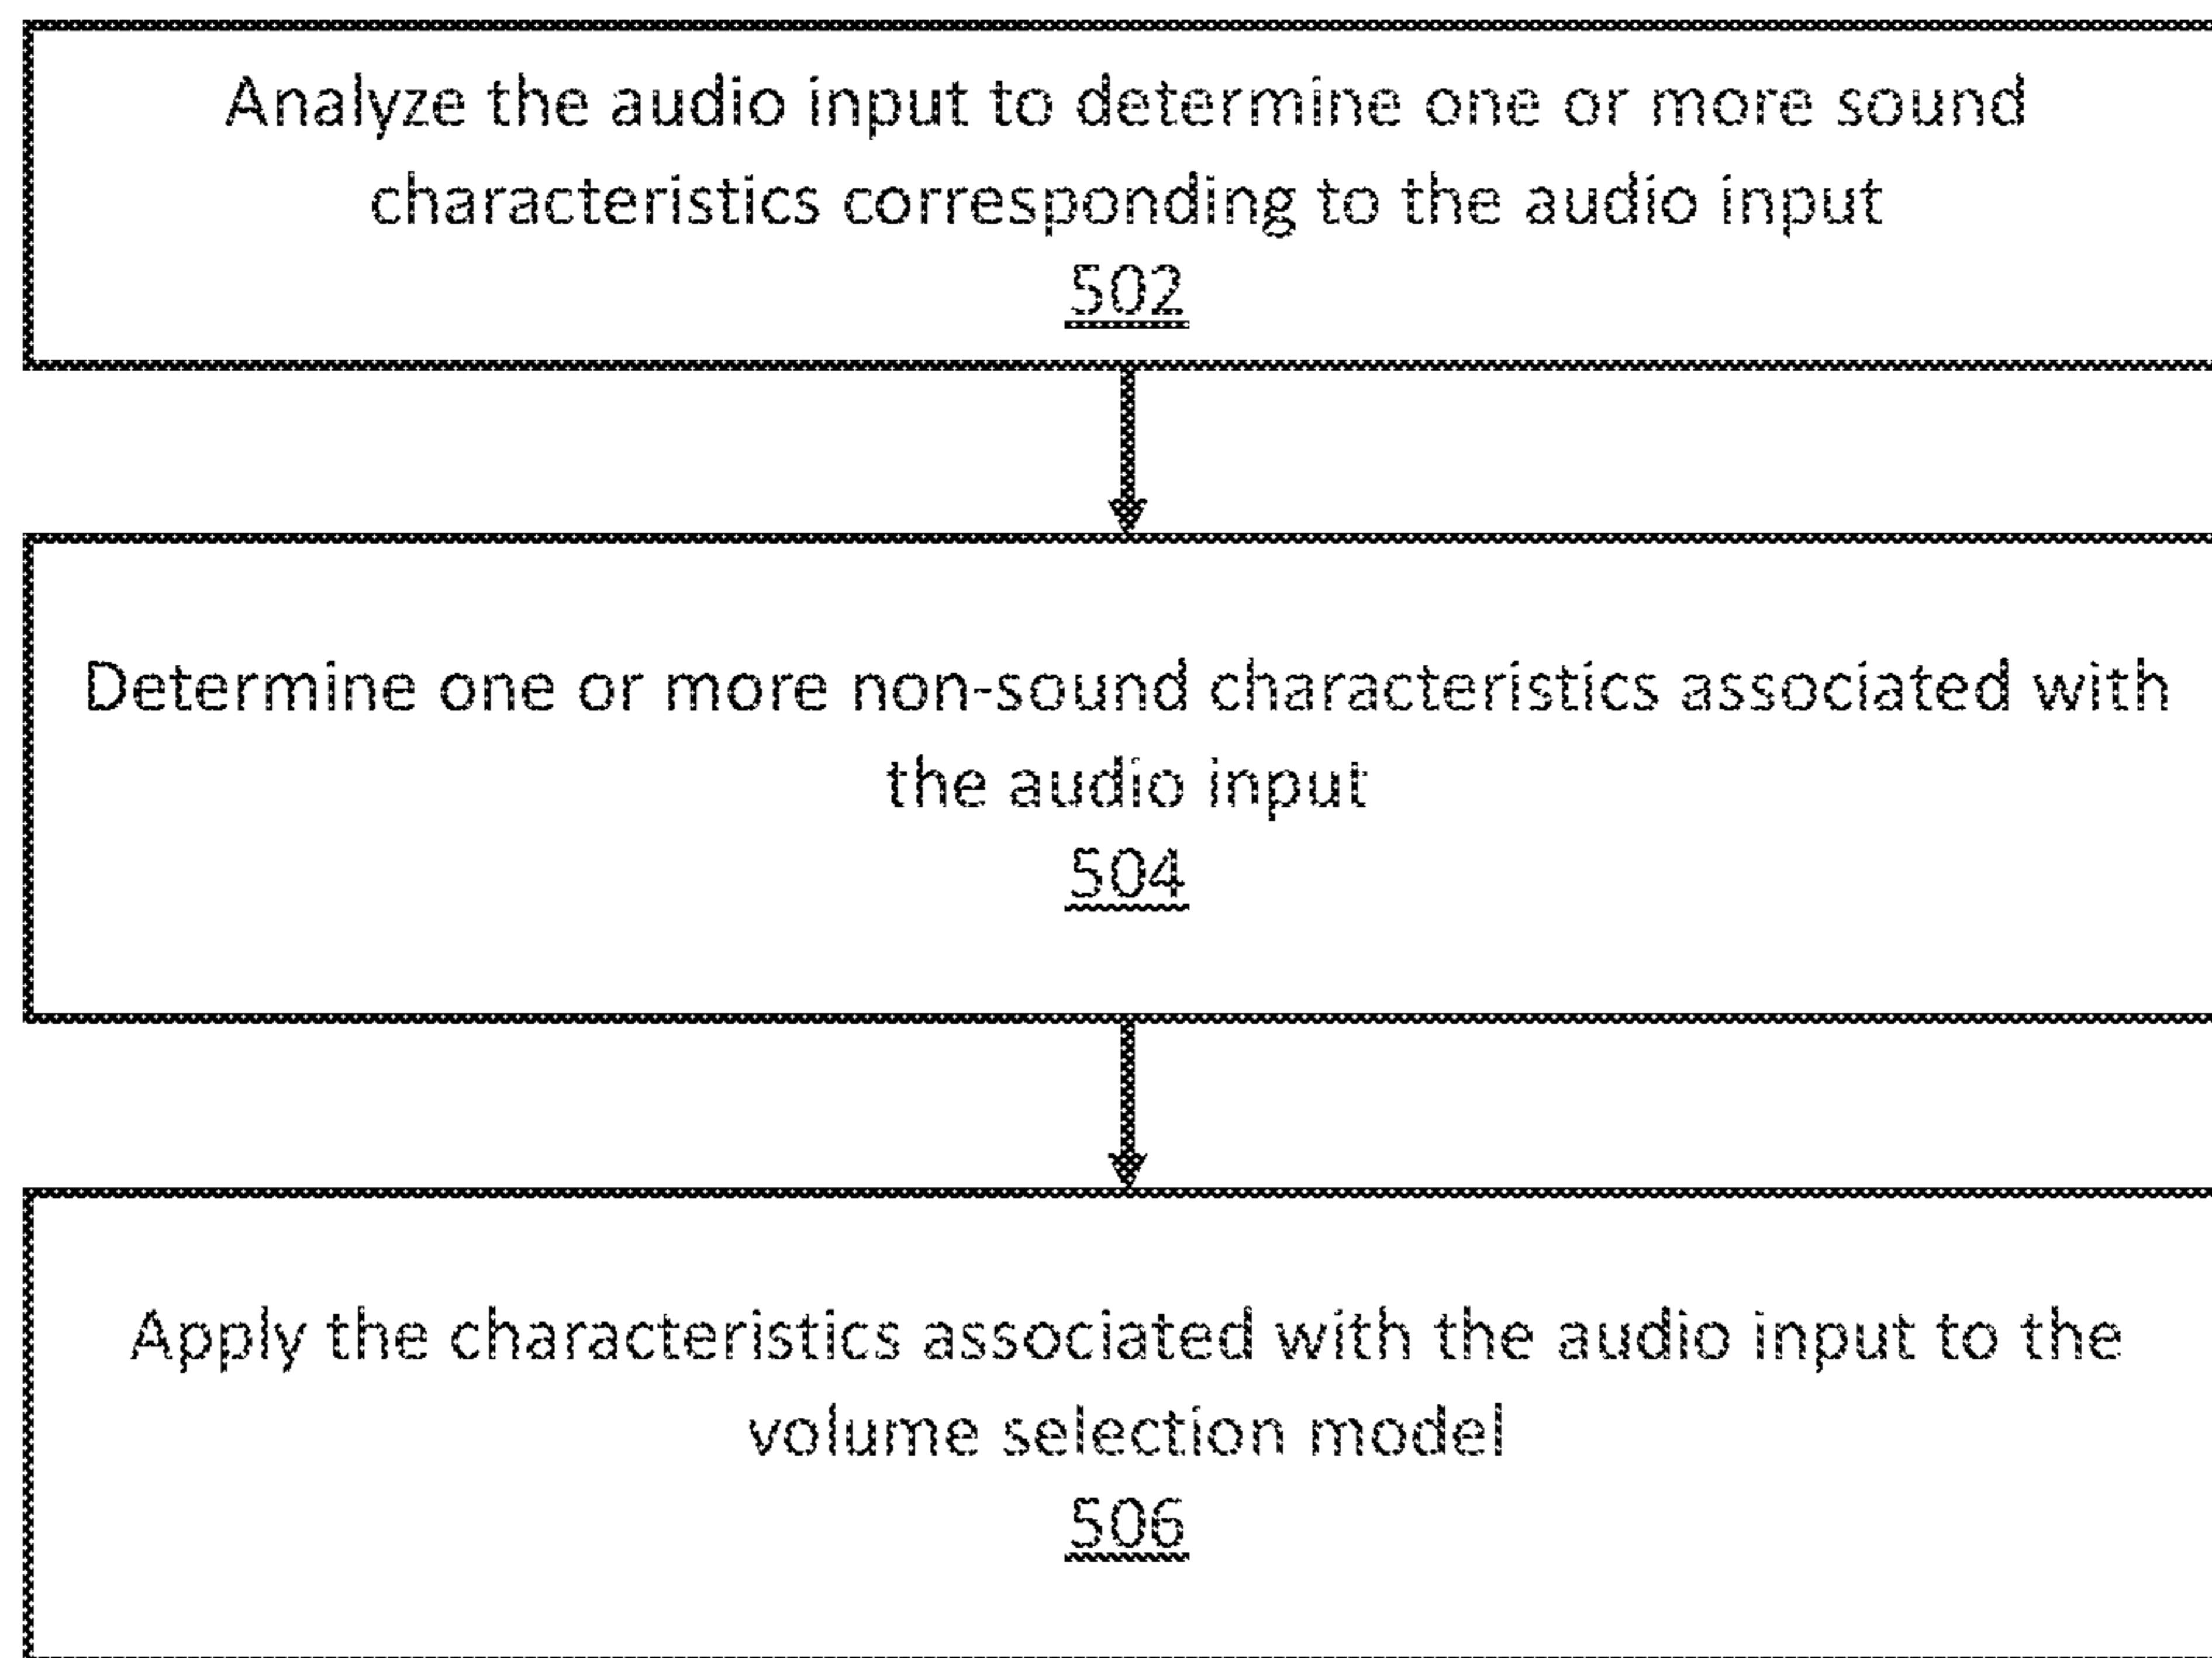 Analyze the audio input to determine one or more sound
characteristics corresponding to the audio input
502
Determine one or more non-sound characteristics associated with
the audio input
504
Apply the characteristics associated with the audio input to the
volume selection model
506